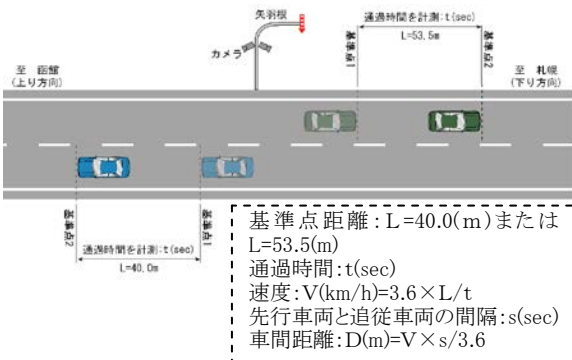 矢羽根
カメラ
通過時間を計測:t(sec)
L=53.5m
基準点1
基準点2
至 函館
(上り方向)
至 札幌
(下り方向)
基準点2
基準点1
通過時間を計測:t(sec)
L=40.0m
基準点距離:L=40.0(m)または
L=53.5(m)
通過時間:t(sec)
速度:V(km/h)=3.6×L/t
先行車両と追従車両の間隔:s(sec)
車間距離:D(m)=V×s/3.6